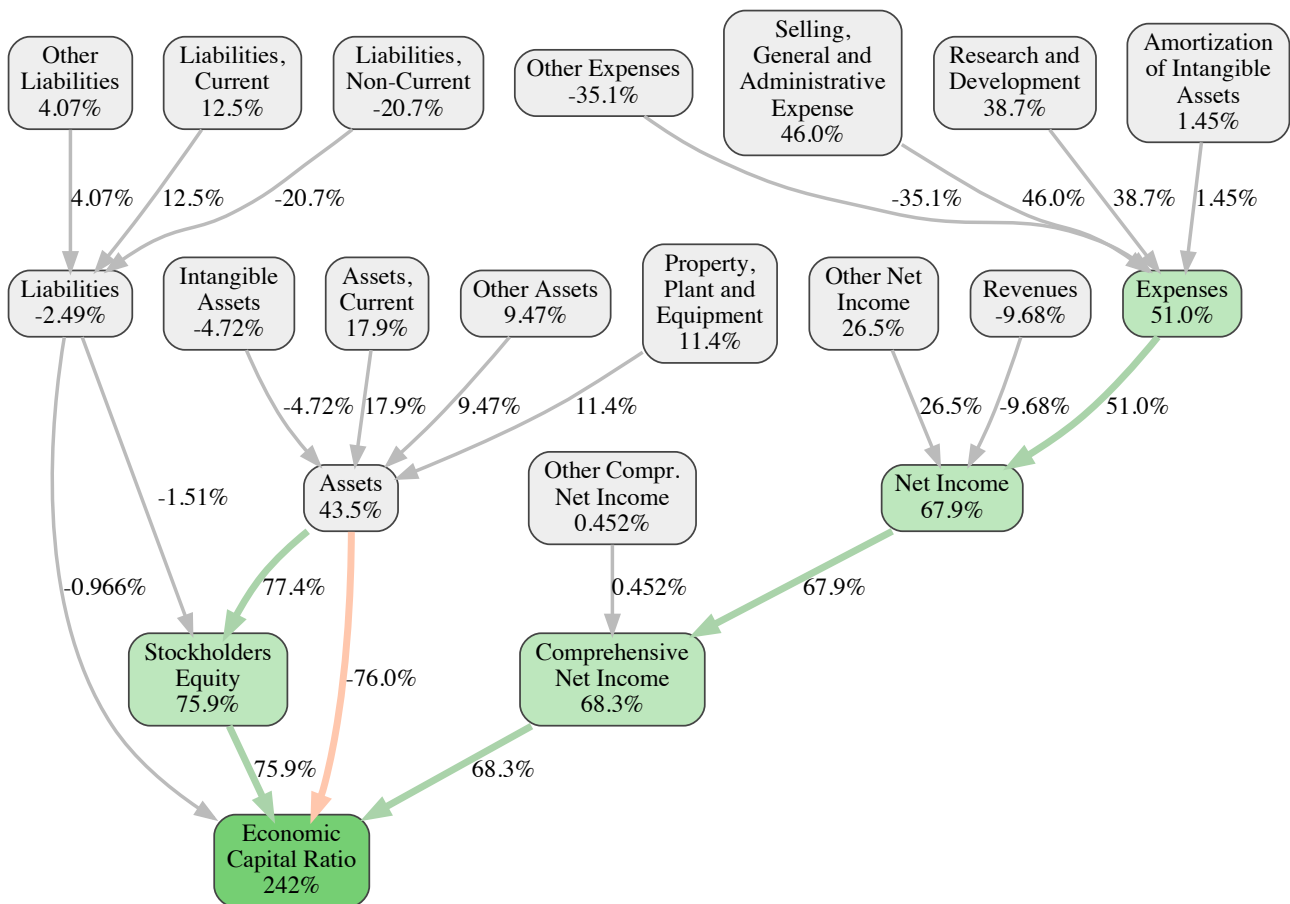 Other
Liabilities
4.07%
Liabilities,
Current
12.5%
Liabilities,
Non-Current
-20.7%
Other Expenses
-35.1%
Selling,
General and
Administrative
Expense
46.0%
Research and
Development
38.7%
Amortization
of Intangible
Assets
1.45%
4.07%
12.5%
-20.7%
-35.1%
46.0%
38.7%
1.45%
Liabilities
-2.49%
Intangible
Assets
-4.72%
Assets,
Current
17.9%
Other Assets
9.47%
Property,
Plant and
Equipment
11.4%
Other Net
Income
26.5%
Revenues
-9.68%
Expenses
51.0%
-4.72%
17.9%
9.47%
11.4%
26.5%
-9.68%
51.0%
-1.51%
Assets
43.5%
Other Compr.
Net Income
0.452%
Net Income
67.9%
-0.966%
77.4%
0.452%
67.9%
Stockholders
Equity
75.9%
-76.0%
Comprehensive
Net Income
68.3%
75.9%
68.3%
Economic
Capital Ratio
242%